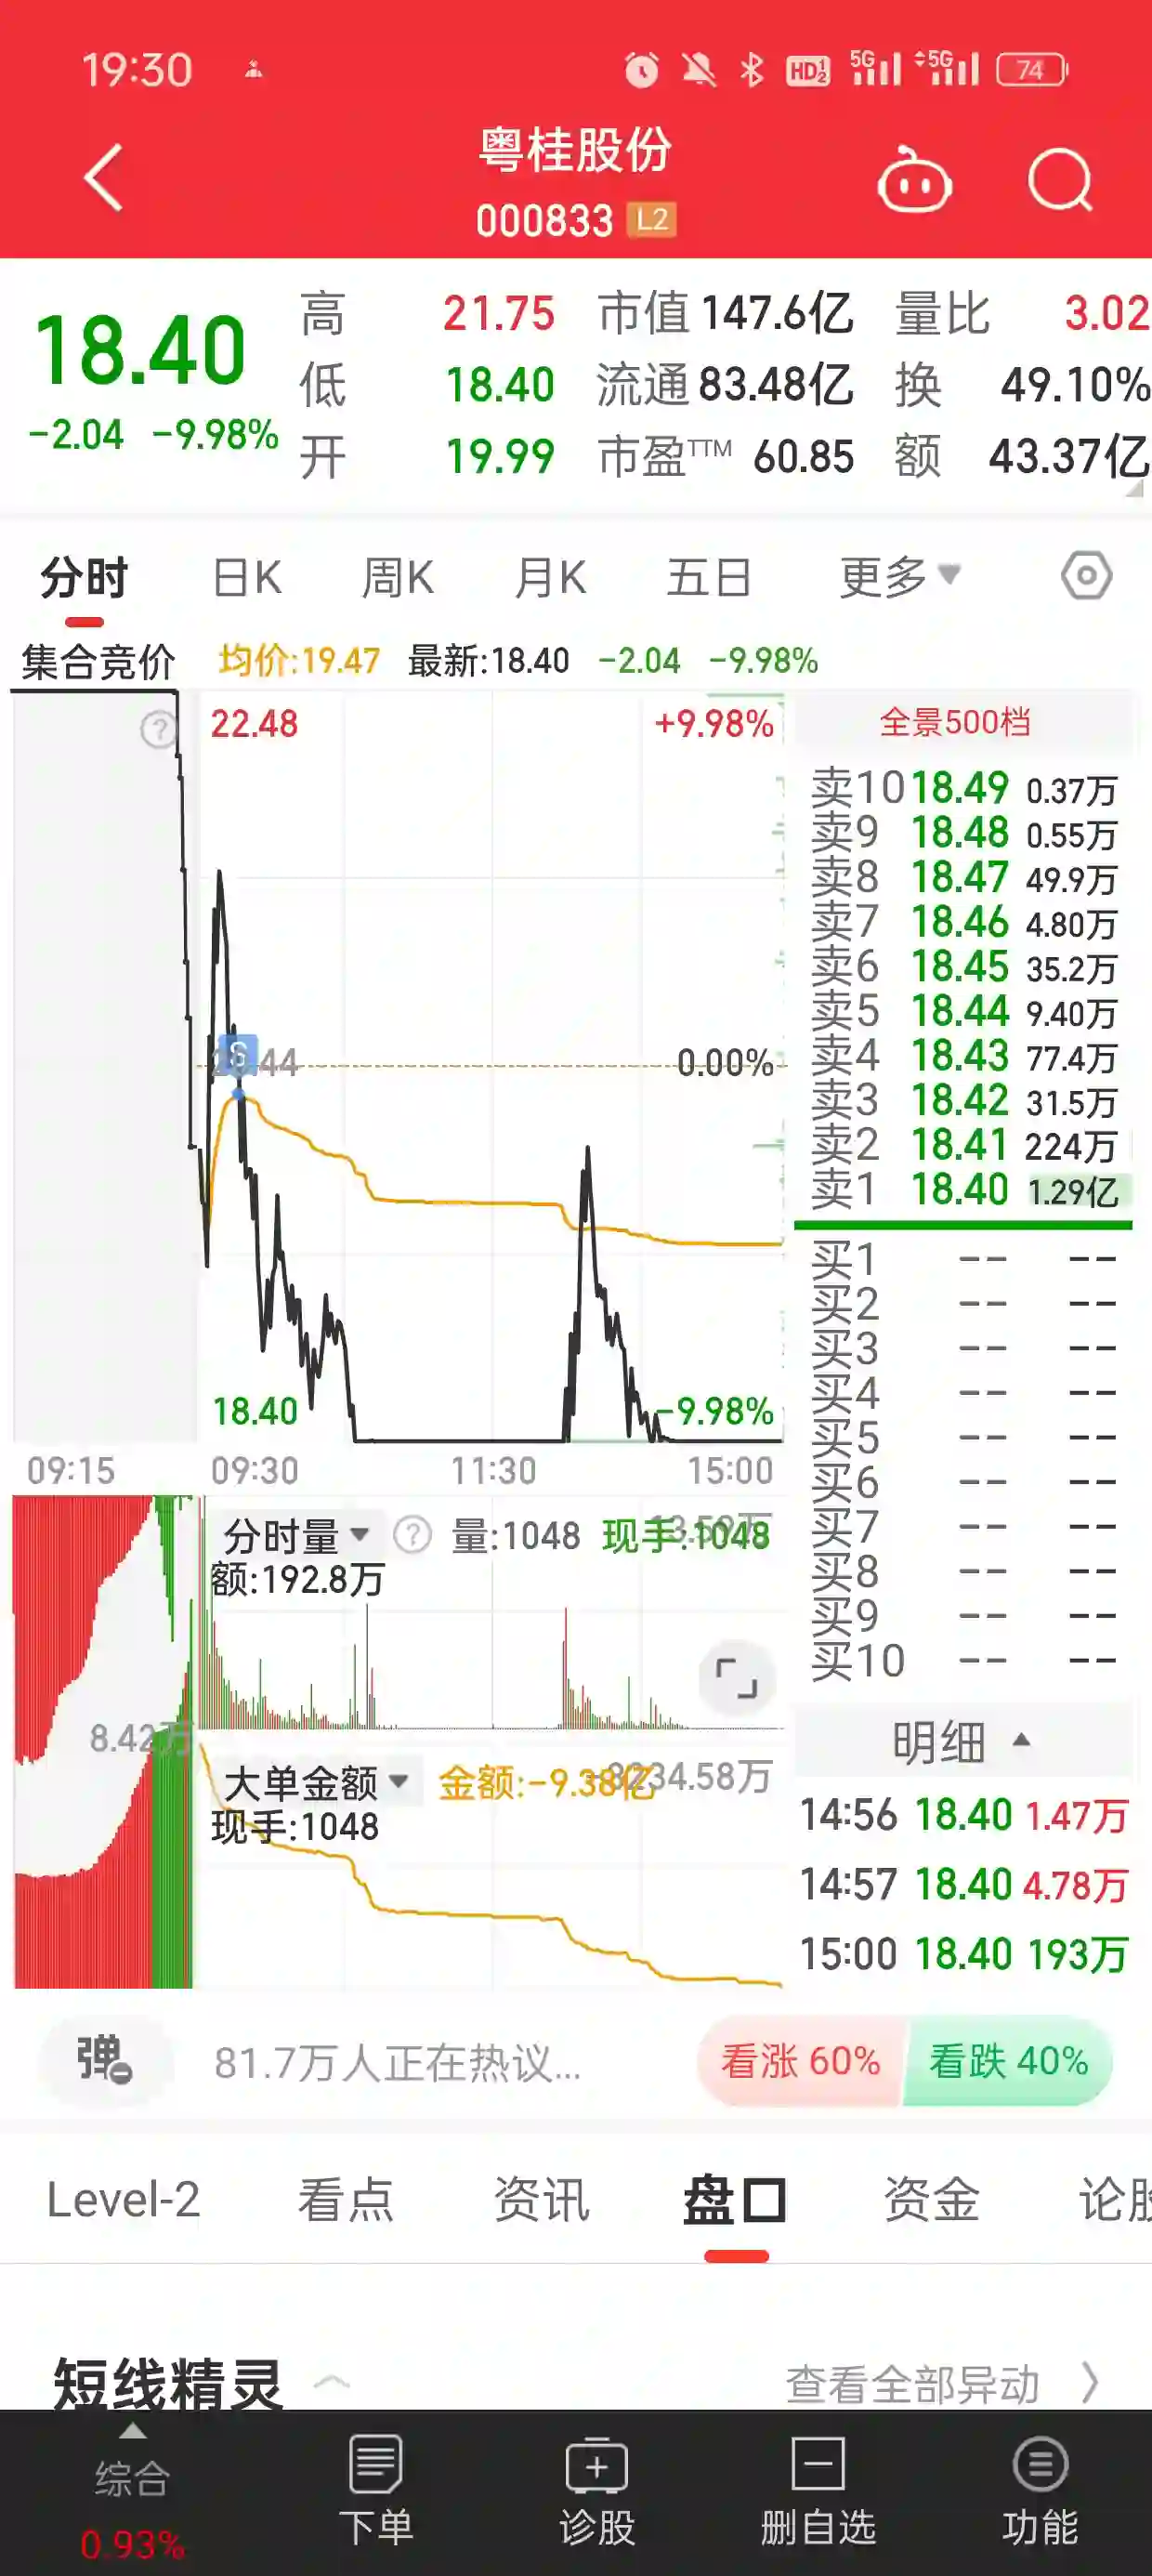 19:30
HD 1 2 5G 5G 74
粤桂股份
000833 L2
18.40
-2.04 -9.98%
高 21.75 市值 147.6亿 量比 3.02
低 18.40 流通 83.48亿 换 49.10%
开 19.99 市盈TTM 60.85 额 43.37亿
分时 日K 周K 月K 五日 更多
集合竞价 均价:19.47 最新:18.40 -2.04 -9.98%
22.48 +9.98%
S .44 0.00%
18.40 -9.98%
09:15 09:30 11:30 15:00
全景500档
卖10 18.49 0.37万
卖9 18.48 0.55万
卖8 18.47 49.9万
卖7 18.46 4.80万
卖6 18.45 35.2万
卖5 18.44 9.40万
卖4 18.43 77.4万
卖3 18.42 31.5万
卖2 18.41 224万
卖1 18.40 1.29亿
买1 -- --
买2 -- --
买3 -- --
买4 -- --
买5 -- --
买6 -- --
买7 -- --
买8 -- --
买9 -- --
买10 -- --
分时量 ? 量:1048 现手:1048
额:192.8万
8.42万
大单金额 金额:-9.38亿
现手:1048
明细
14:56 18.40 1.47万
14:57 18.40 4.78万
15:00 18.40 193万
弹 81.7万人正在热议... 看涨 60% 看跌 40%
Level-2 看点 资讯 盘口 资金 论股
短线精灵 查看全部异动
综合
0.93%
下单 诊股 删自选 功能